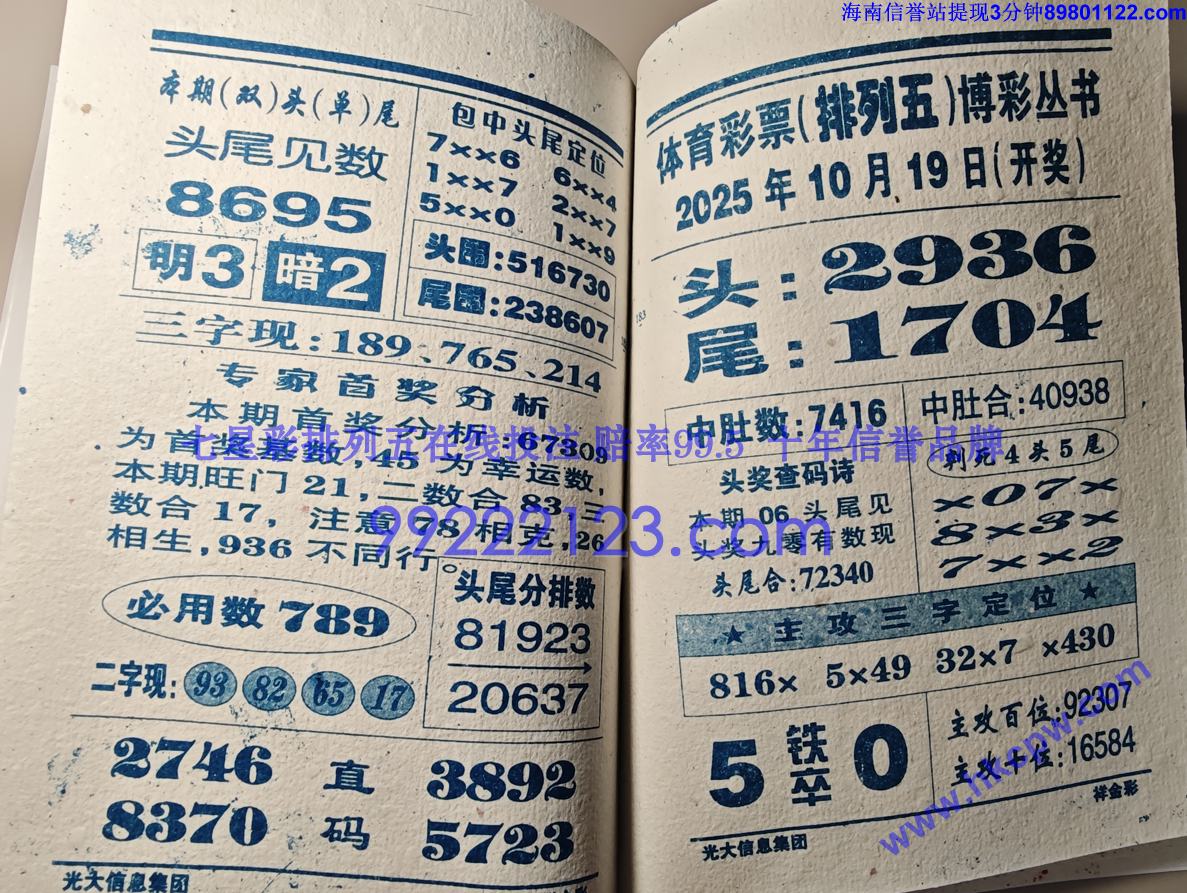 海南信誉站提现3分钟89801122.com
本期(双)头(单)尾
头尾见数
8695
明3 暗2
包中头尾定位
7××6 6××4
1××7 2××7
5××0 1××9
头围:516730
尾围:238607
三字现:189、765、214
专家首奖分析
本期首奖分析:67309
为首奖基数,45为幸运数,
本期旺门21,二数合83,三
数合17,注意78相克,26
相生,936不同行。
必用数789
二字现:93 82 65 17
头尾分排数
81923
20637
2746 直 3892
8370 码 5723
光大信息集团
183
体育彩票(排列五)博彩丛书
2025年10月19日(开奖)
头:2936
尾:1704
中肚数:7416
中肚合:40938
头奖查码诗
本期06头尾见
头奖九零有数现
头尾合:72340
判死4头5尾
×07×
8×3×
7××2
★主攻三字定位★
816× 5×49 32×7 ×430
5 铁卒 0
主攻百位:92307
主攻十位:16584
祥金彩
光大信息集团
七星彩排列五在线投注 赔率99.5 十年信誉品牌
99222123.com